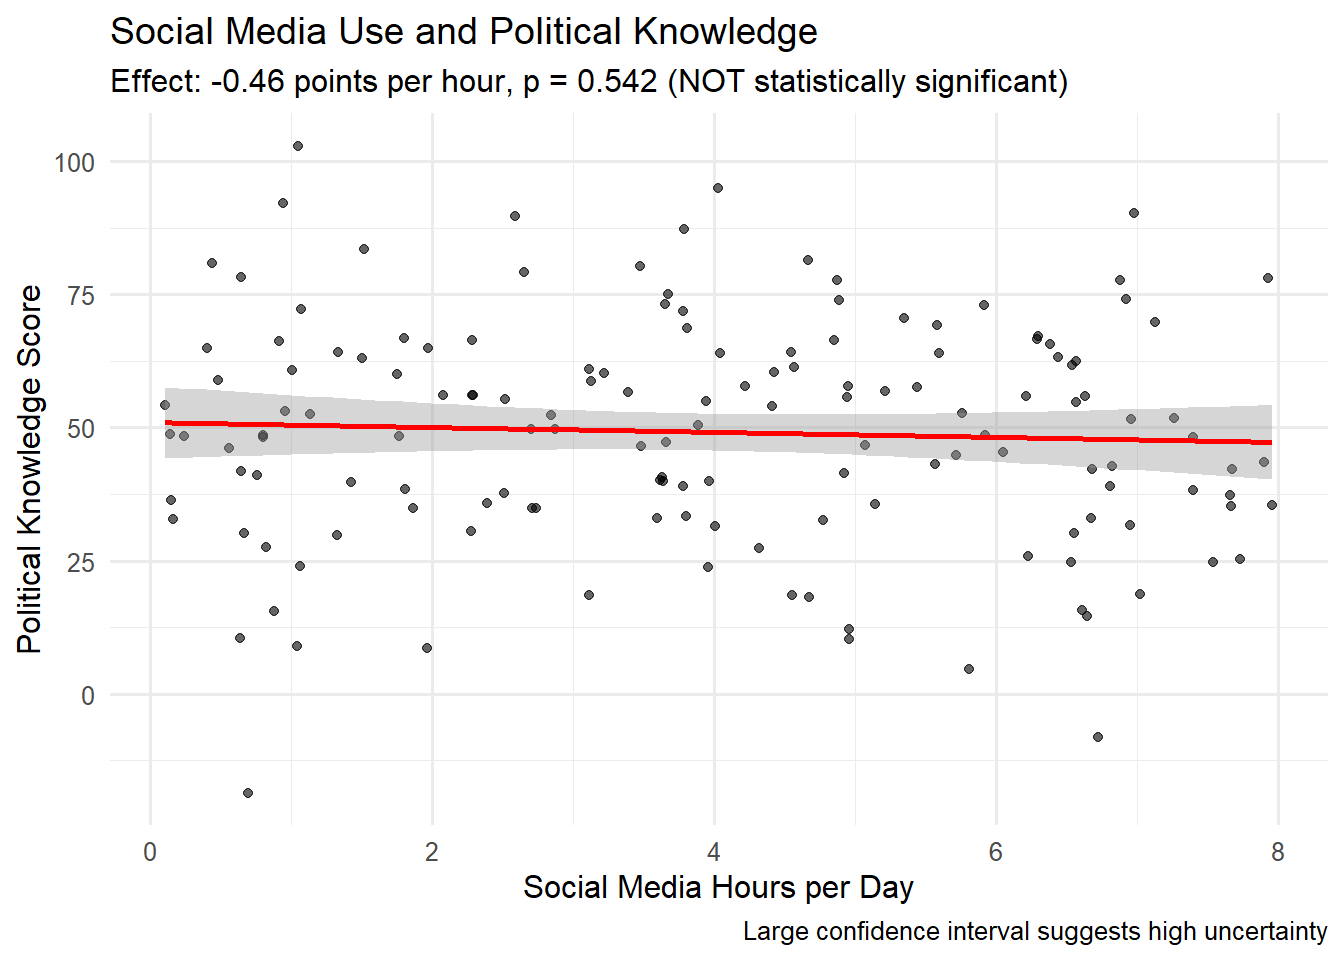 Social Media Use and Political Knowledge
Effect: -0.46 points per hour, p = 0.542 (NOT statistically significant)
Political Knowledge Score
100
75
50
25
0
0 2 4 6 8
Social Media Hours per Day
Large confidence interval suggests high uncertainty